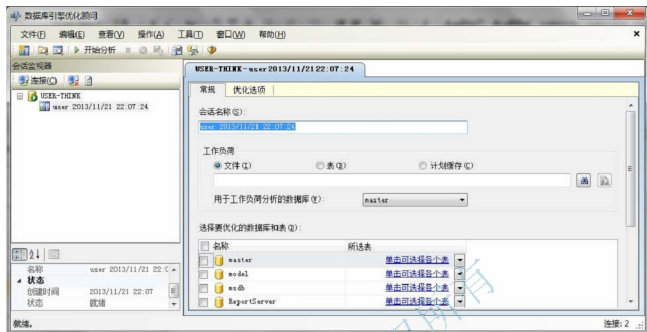 数据库引擎优化顾问
文件(F) 编辑(E) 查看(V) 操作(A) 工具(T) 窗口(W) 帮助(H)
开始分析
会话监视器
连接(C)
USER-THINK
user 2013/11/21 22:07:24
USER-THINK - user 2013/11/21 22:07:24
常规 优化选项
会话名称(S):
user 2013/11/21 22:07:24
工作负荷
文件(I) 表(B) 计划缓存(C)
用于工作负荷分析的数据库(Y): master
选择要优化的数据库和表(D):
名称 所选表
master 单击可选择各个表
model 单击可选择各个表
msdb 单击可选择各个表
ReportServer 单击可选择各个表
名称 user 2013/11/21 22:0
状态
创建时间 2013/11/21 22:07
状态 就绪
就绪。 连接: 2